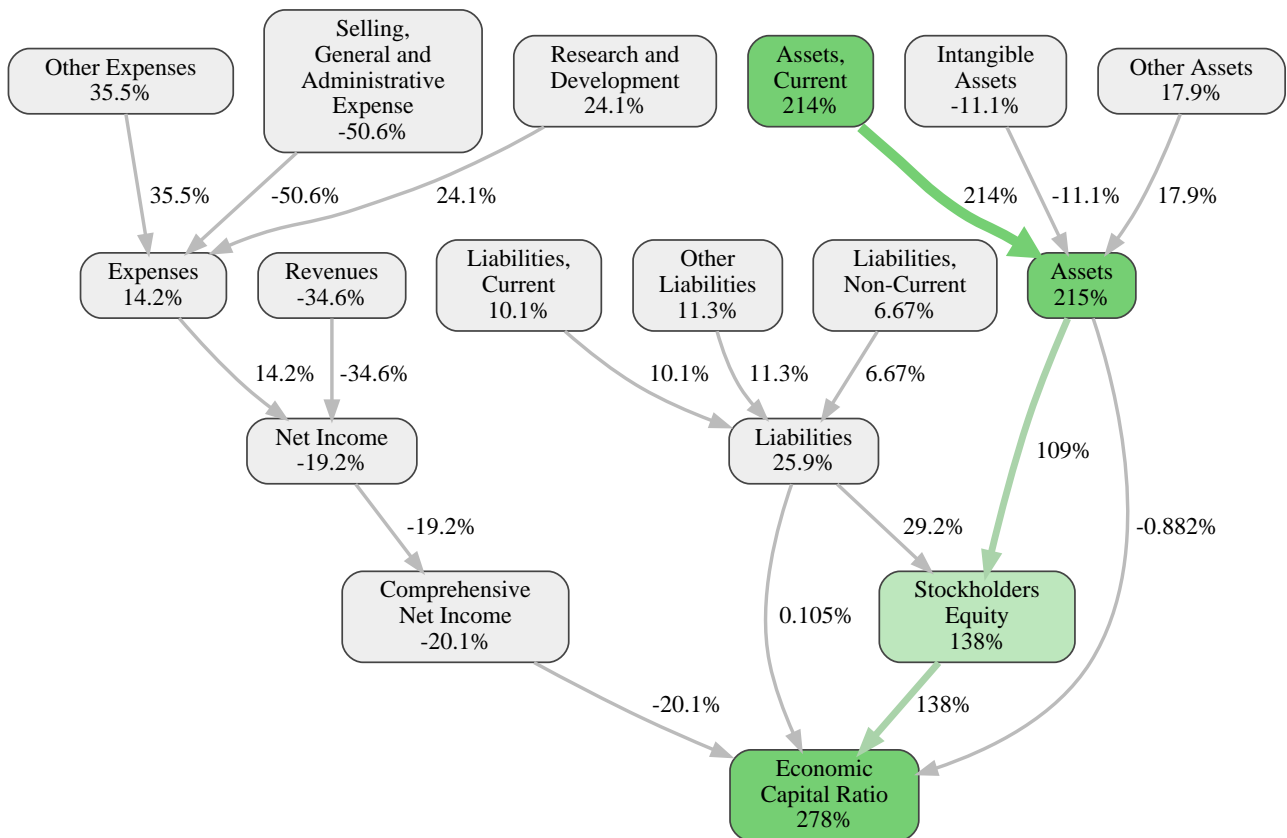 Other Expenses
35.5%
Selling,
General and
Administrative
Expense
-50.6%
Research and
Development
24.1%
Assets,
Current
214%
Intangible
Assets
-11.1%
Other Assets
17.9%
35.5%
-50.6%
24.1%
214%
-11.1%
17.9%
Expenses
14.2%
Revenues
-34.6%
Liabilities,
Current
10.1%
Other
Liabilities
11.3%
Liabilities,
Non-Current
6.67%
Assets
215%
14.2%
-34.6%
10.1%
11.3%
6.67%
Net Income
-19.2%
Liabilities
25.9%
109%
-19.2%
29.2%
-0.882%
Comprehensive
Net Income
-20.1%
0.105%
Stockholders
Equity
138%
-20.1%
138%
Economic
Capital Ratio
278%